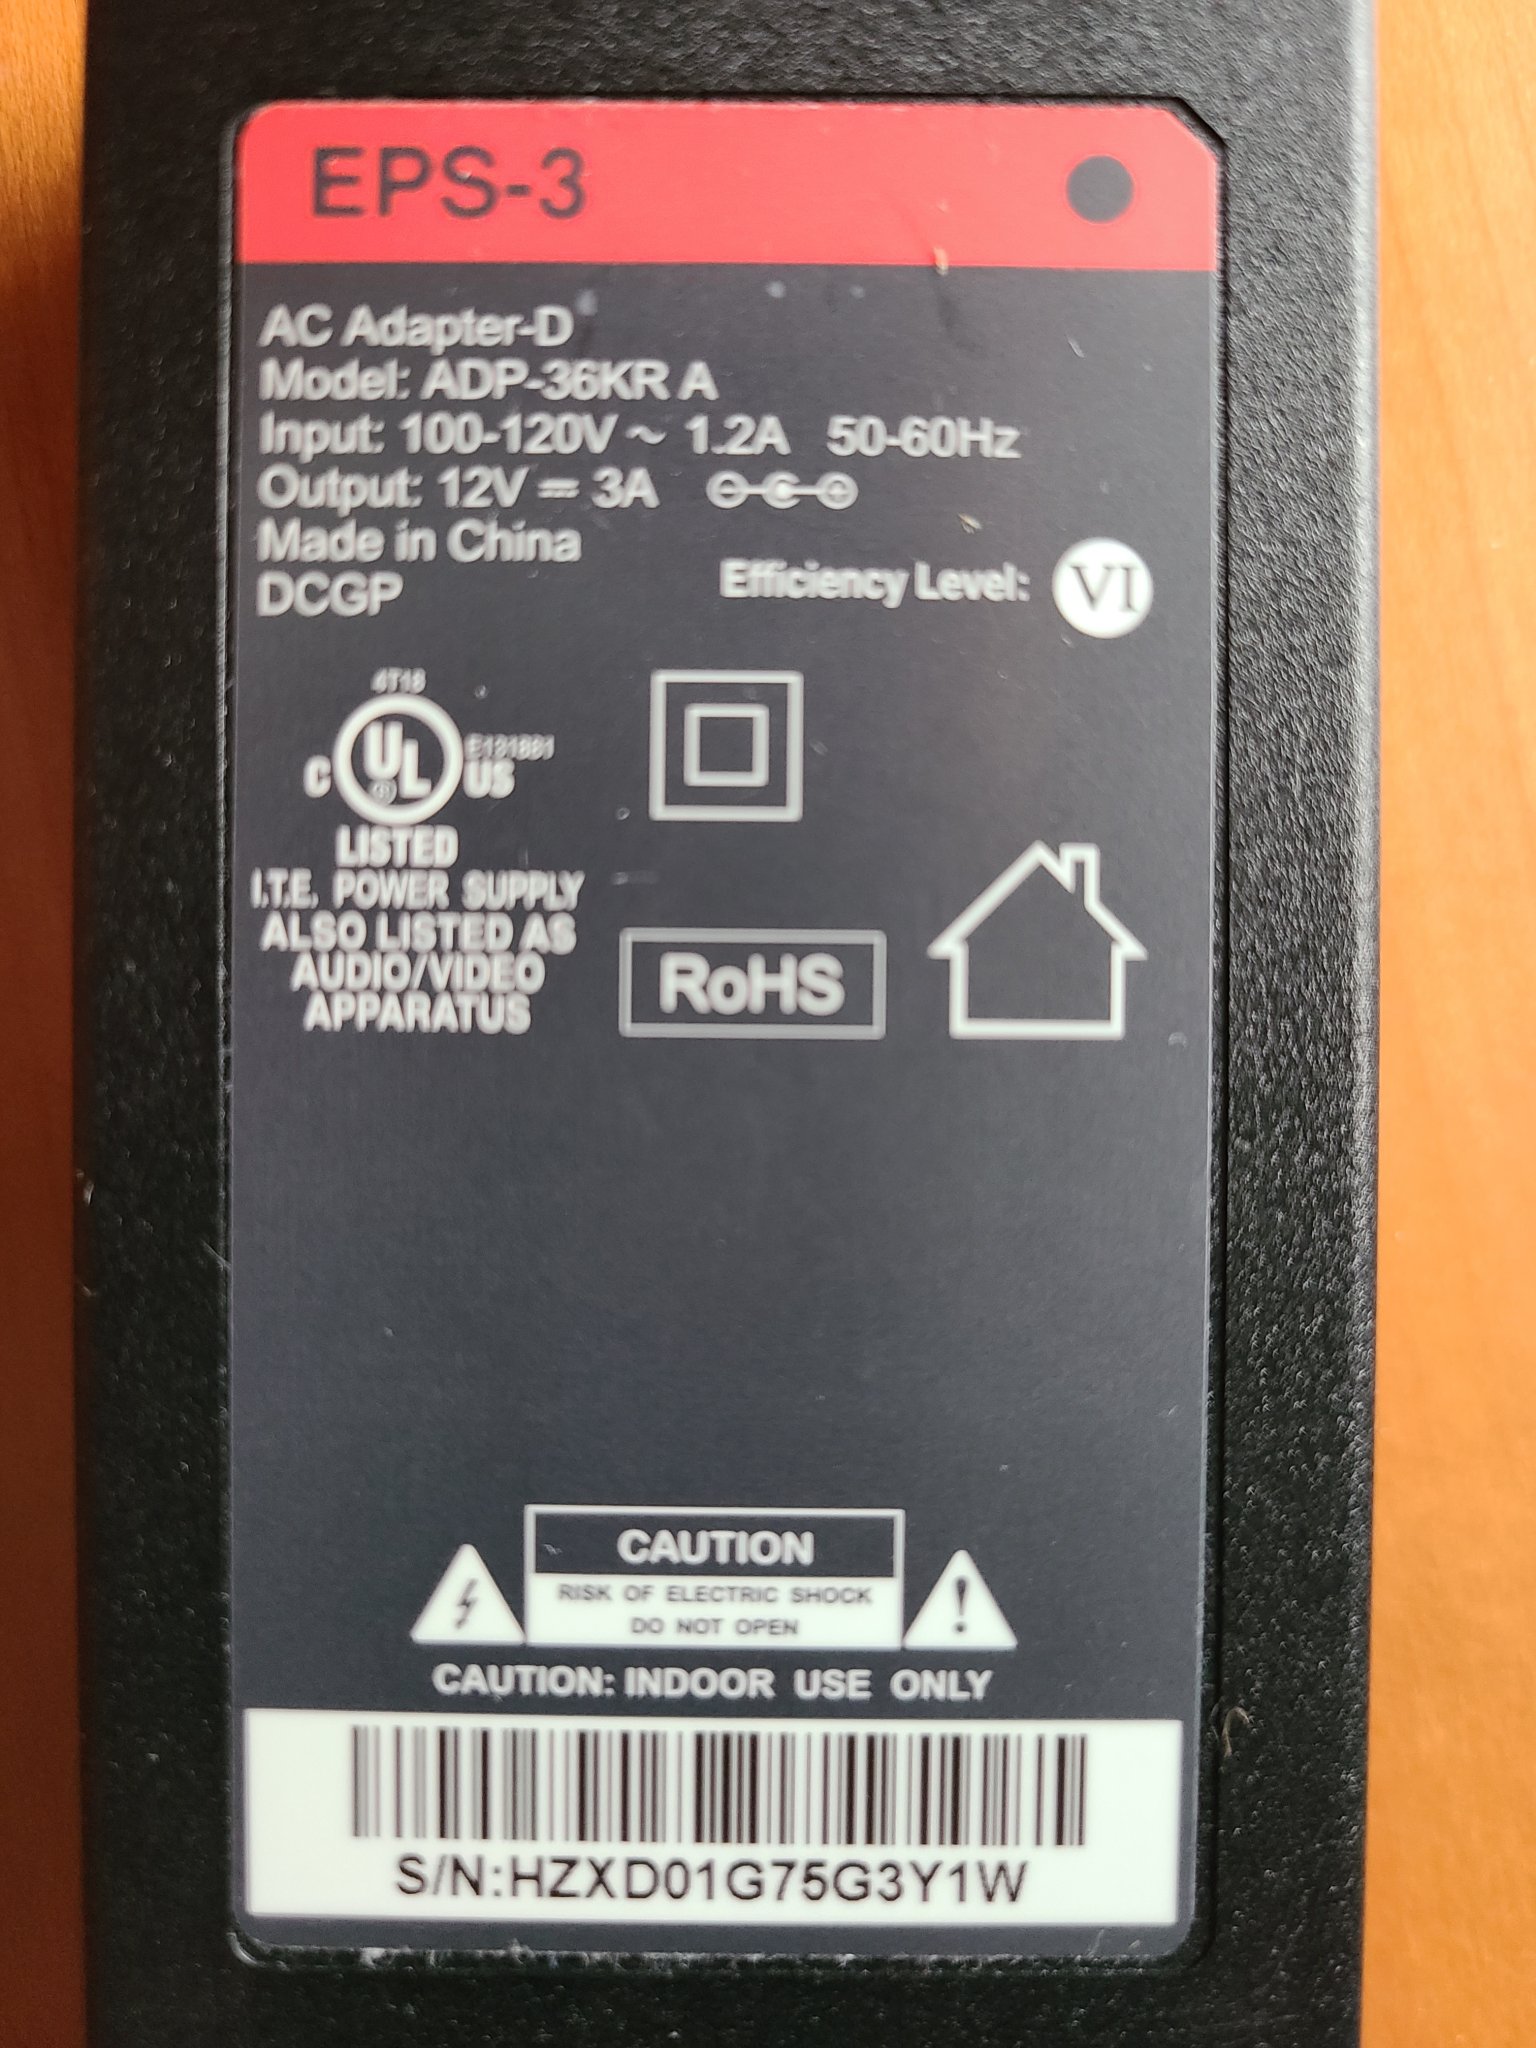 EPS-3
AC Adapter-D
Model: ADP-36KR A
Input: 100-120V ~ 1.2A 50-60Hz
Output: 12V ⎓ 3A
Made in China
DCGP
Efficiency Level: VI
4T18
E131881
C UL US
®
LISTED
I.T.E. POWER SUPPLY
ALSO LISTED AS
AUDIO/VIDEO
APPARATUS
RoHS
CAUTION
RISK OF ELECTRIC SHOCK
DO NOT OPEN
CAUTION: INDOOR USE ONLY
S/N:HZXD01G75G3Y1W